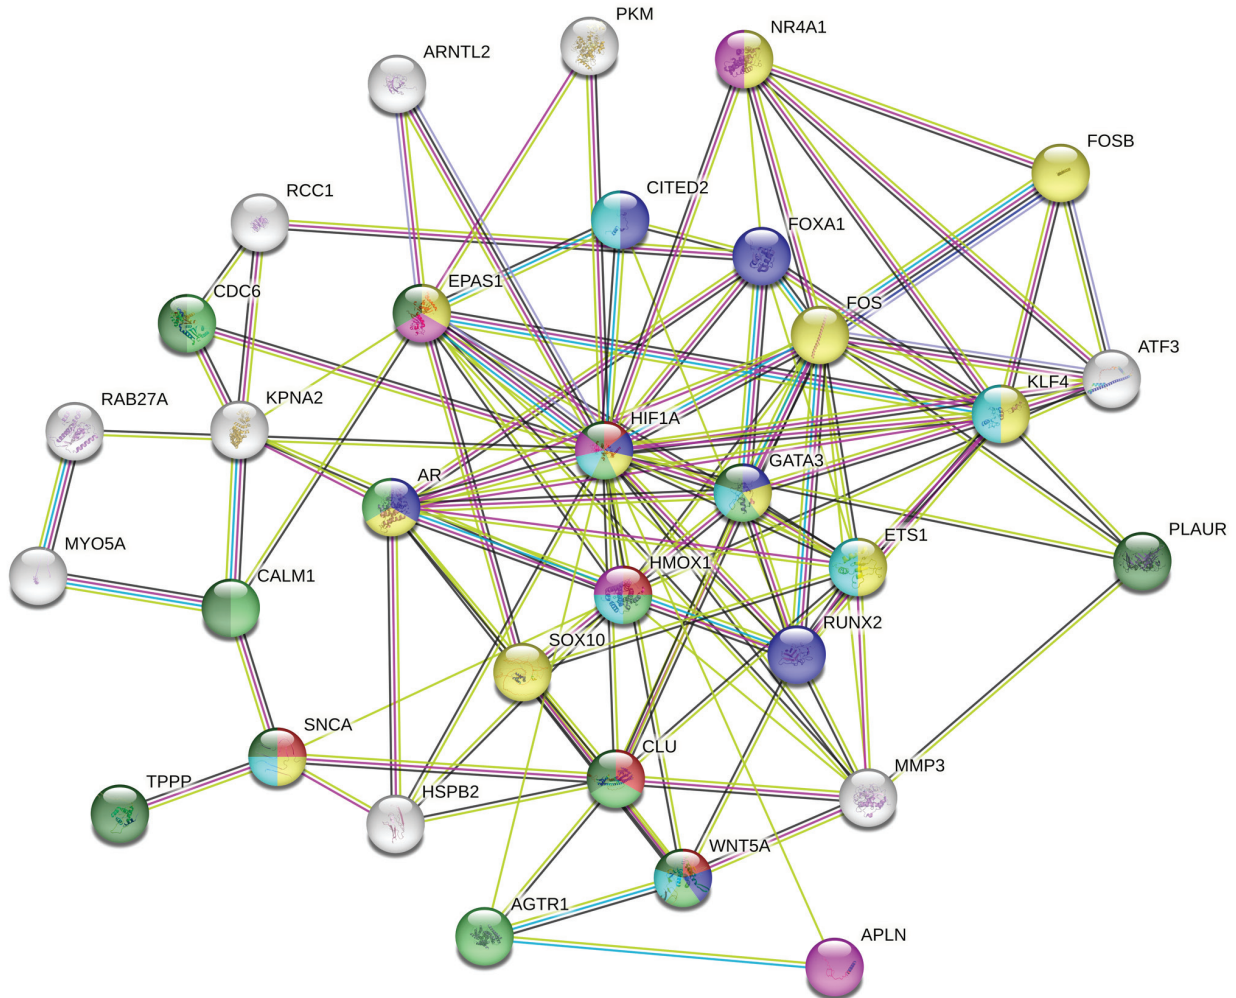 PKM
NR4A1
ARNTL2
FOSB
RCC1
CITED2
FOXA1
CDC6
EPAS1
FOS
ATF3
KLF4
RAB27A
KPNA2
HIF1A
GATA3
AR
ETS1
PLAUR
MYO5A
CALM1
HMOX1
RUNX2
SOX10
SNCA
CLU
MMP3
TPPP
HSPB2
WNT5A
AGTR1
APLN